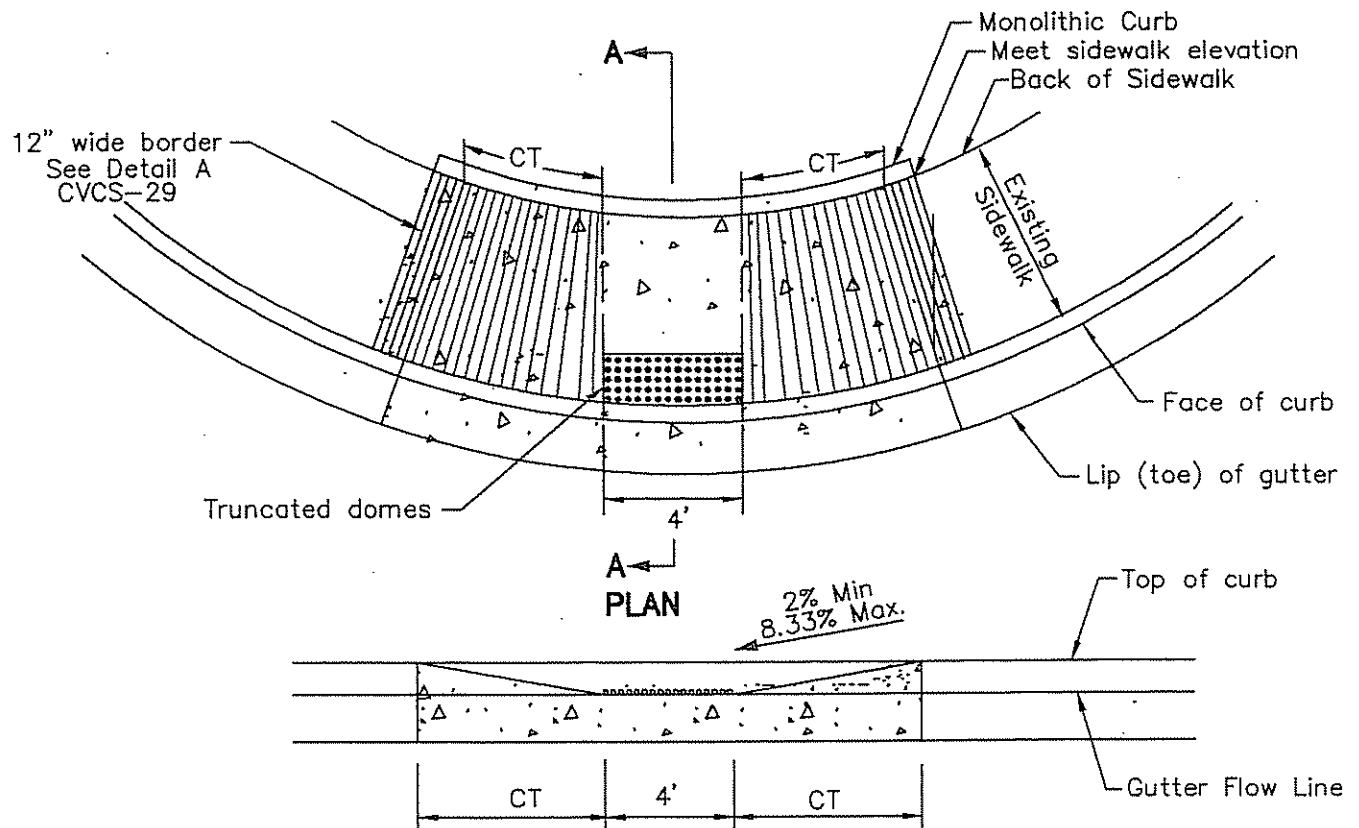 A
Monolithic Curb
Meet sidewalk elevation
Back of Sidewalk
12" wide border
See Detail A
CVCS-29
CT
CT
Existing
Sidewalk
Face of curb
Lip (toe) of gutter
Truncated domes
4'
A
PLAN
2% Min
8.33% Max.
Top of curb
Gutter Flow Line
CT
4'
CT